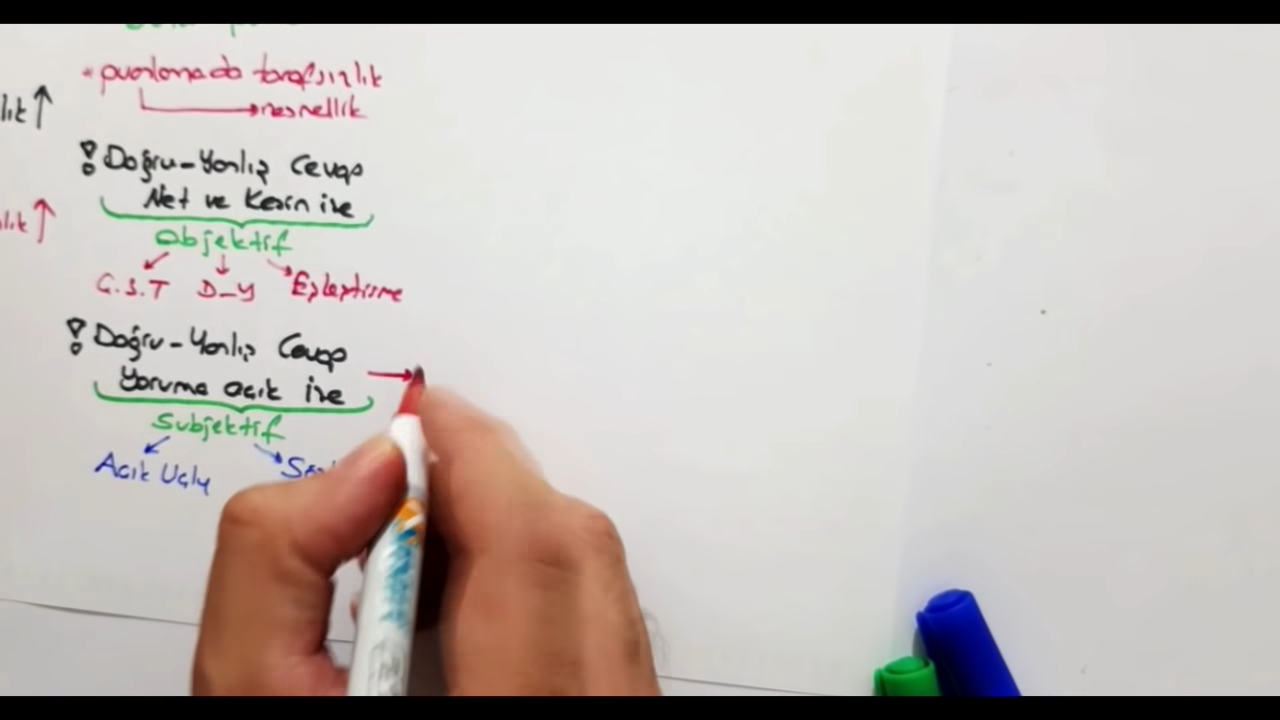 * puanlamada tarafsızlık
nesnellik
! Doğru-Yanlış Cevap
Net ve Kesin ise
Objektif
Ç.S.T D-Y Eşleştirme
! Doğru-Yanlış Cevap
Yoruma açık ise
Subjektif
Açık Uçlu